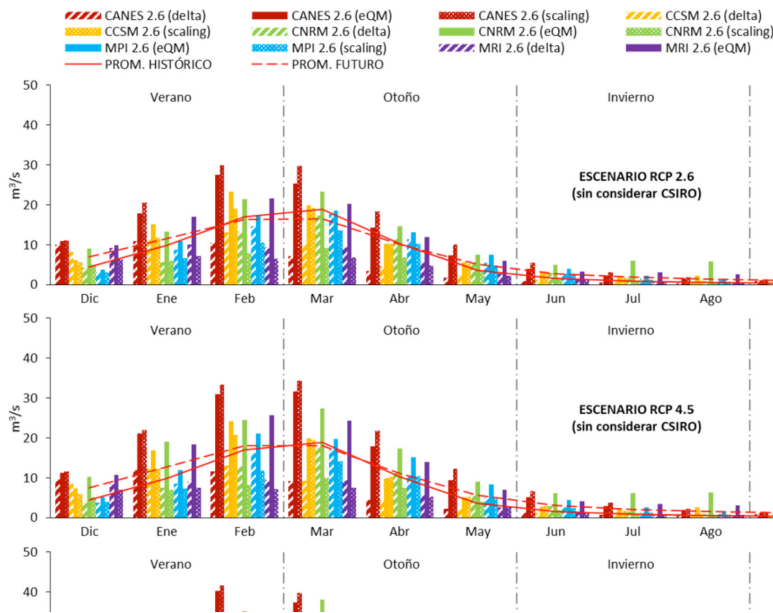 CANES 2.6 (delta) CANES 2.6 (eQM) CANES 2.6 (scaling) CCSM 2.6 (delta)
CCSM 2.6 (scaling) CNRM 2.6 (delta) CNRM 2.6 (eQM) CNRM 2.6 (scaling)
MPI 2.6 (eQM) MPI 2.6 (scaling) MRI 2.6 (delta) MRI 2.6 (eQM)
PROM. HISTÓRICO PROM. FUTURO
50
Verano Otoño Invierno
40
30
ESCENARIO RCP 2.6
(sin considerar CSIRO)
m³/s
20
10
0
Dic Ene Feb Mar Abr May Jun Jul Ago
50
Verano Otoño Invierno
40
30
ESCENARIO RCP 4.5
(sin considerar CSIRO)
m³/s
20
10
0
Dic Ene Feb Mar Abr May Jun Jul Ago
50
Verano Otoño Invierno
40